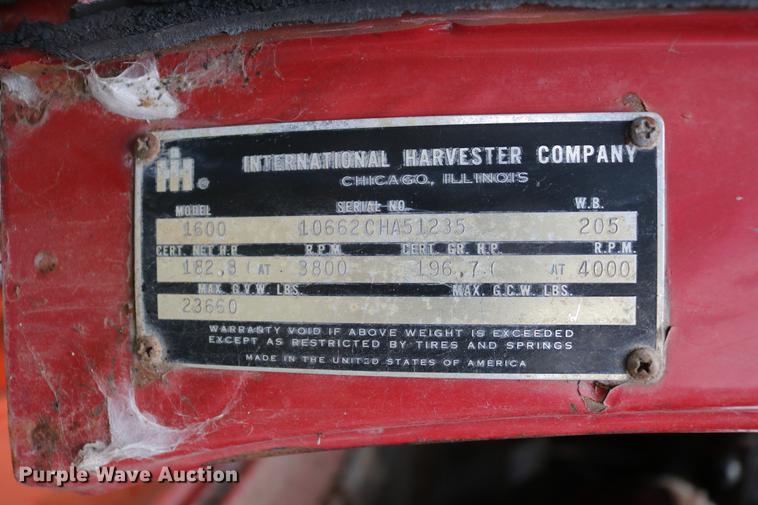 IH®
INTERNATIONAL HARVESTER COMPANY
CHICAGO, ILLINOIS
MODEL SERIAL NO. W.B.
1600 10662CHA51235 205
CERT. NET H.P. R.P.M. CERT. GR. H.P. R.P.M.
182.8 ( AT 3800 196.7 ( AT 4000
MAX. G.V.W. LBS. MAX. G.C.W. LBS.
23660
WARRANTY VOID IF ABOVE WEIGHT IS EXCEEDED
EXCEPT AS RESTRICTED BY TIRES AND SPRINGS
MADE IN THE UNITED STATES OF AMERICA
Purple Wave Auction